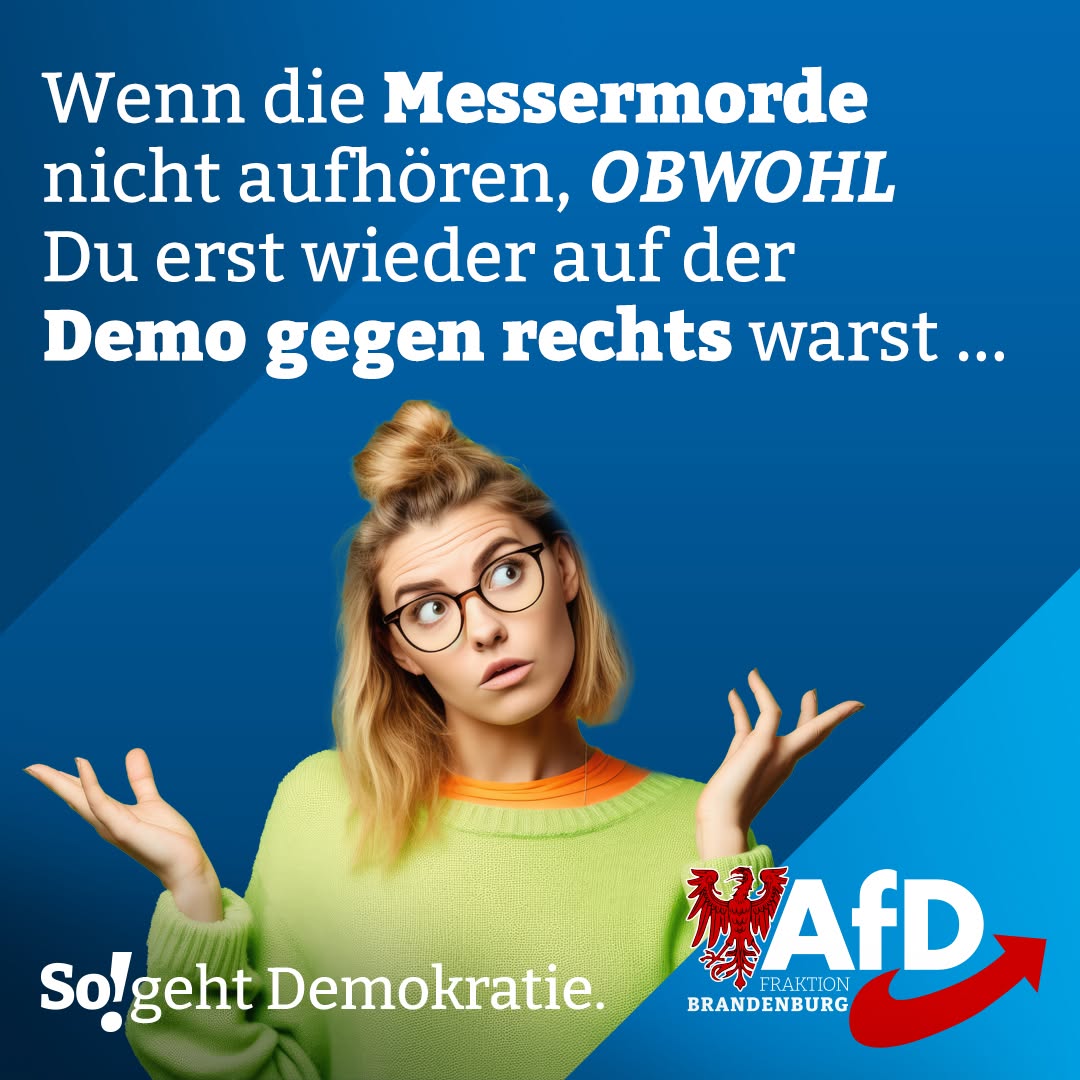 Wenn die Messermorde
nicht aufhören, OBWOHL
Du erst wieder auf der
Demo gegen rechts warst ...
So! geht Demokratie.
AfD
FRAKTION
BRANDENBURG